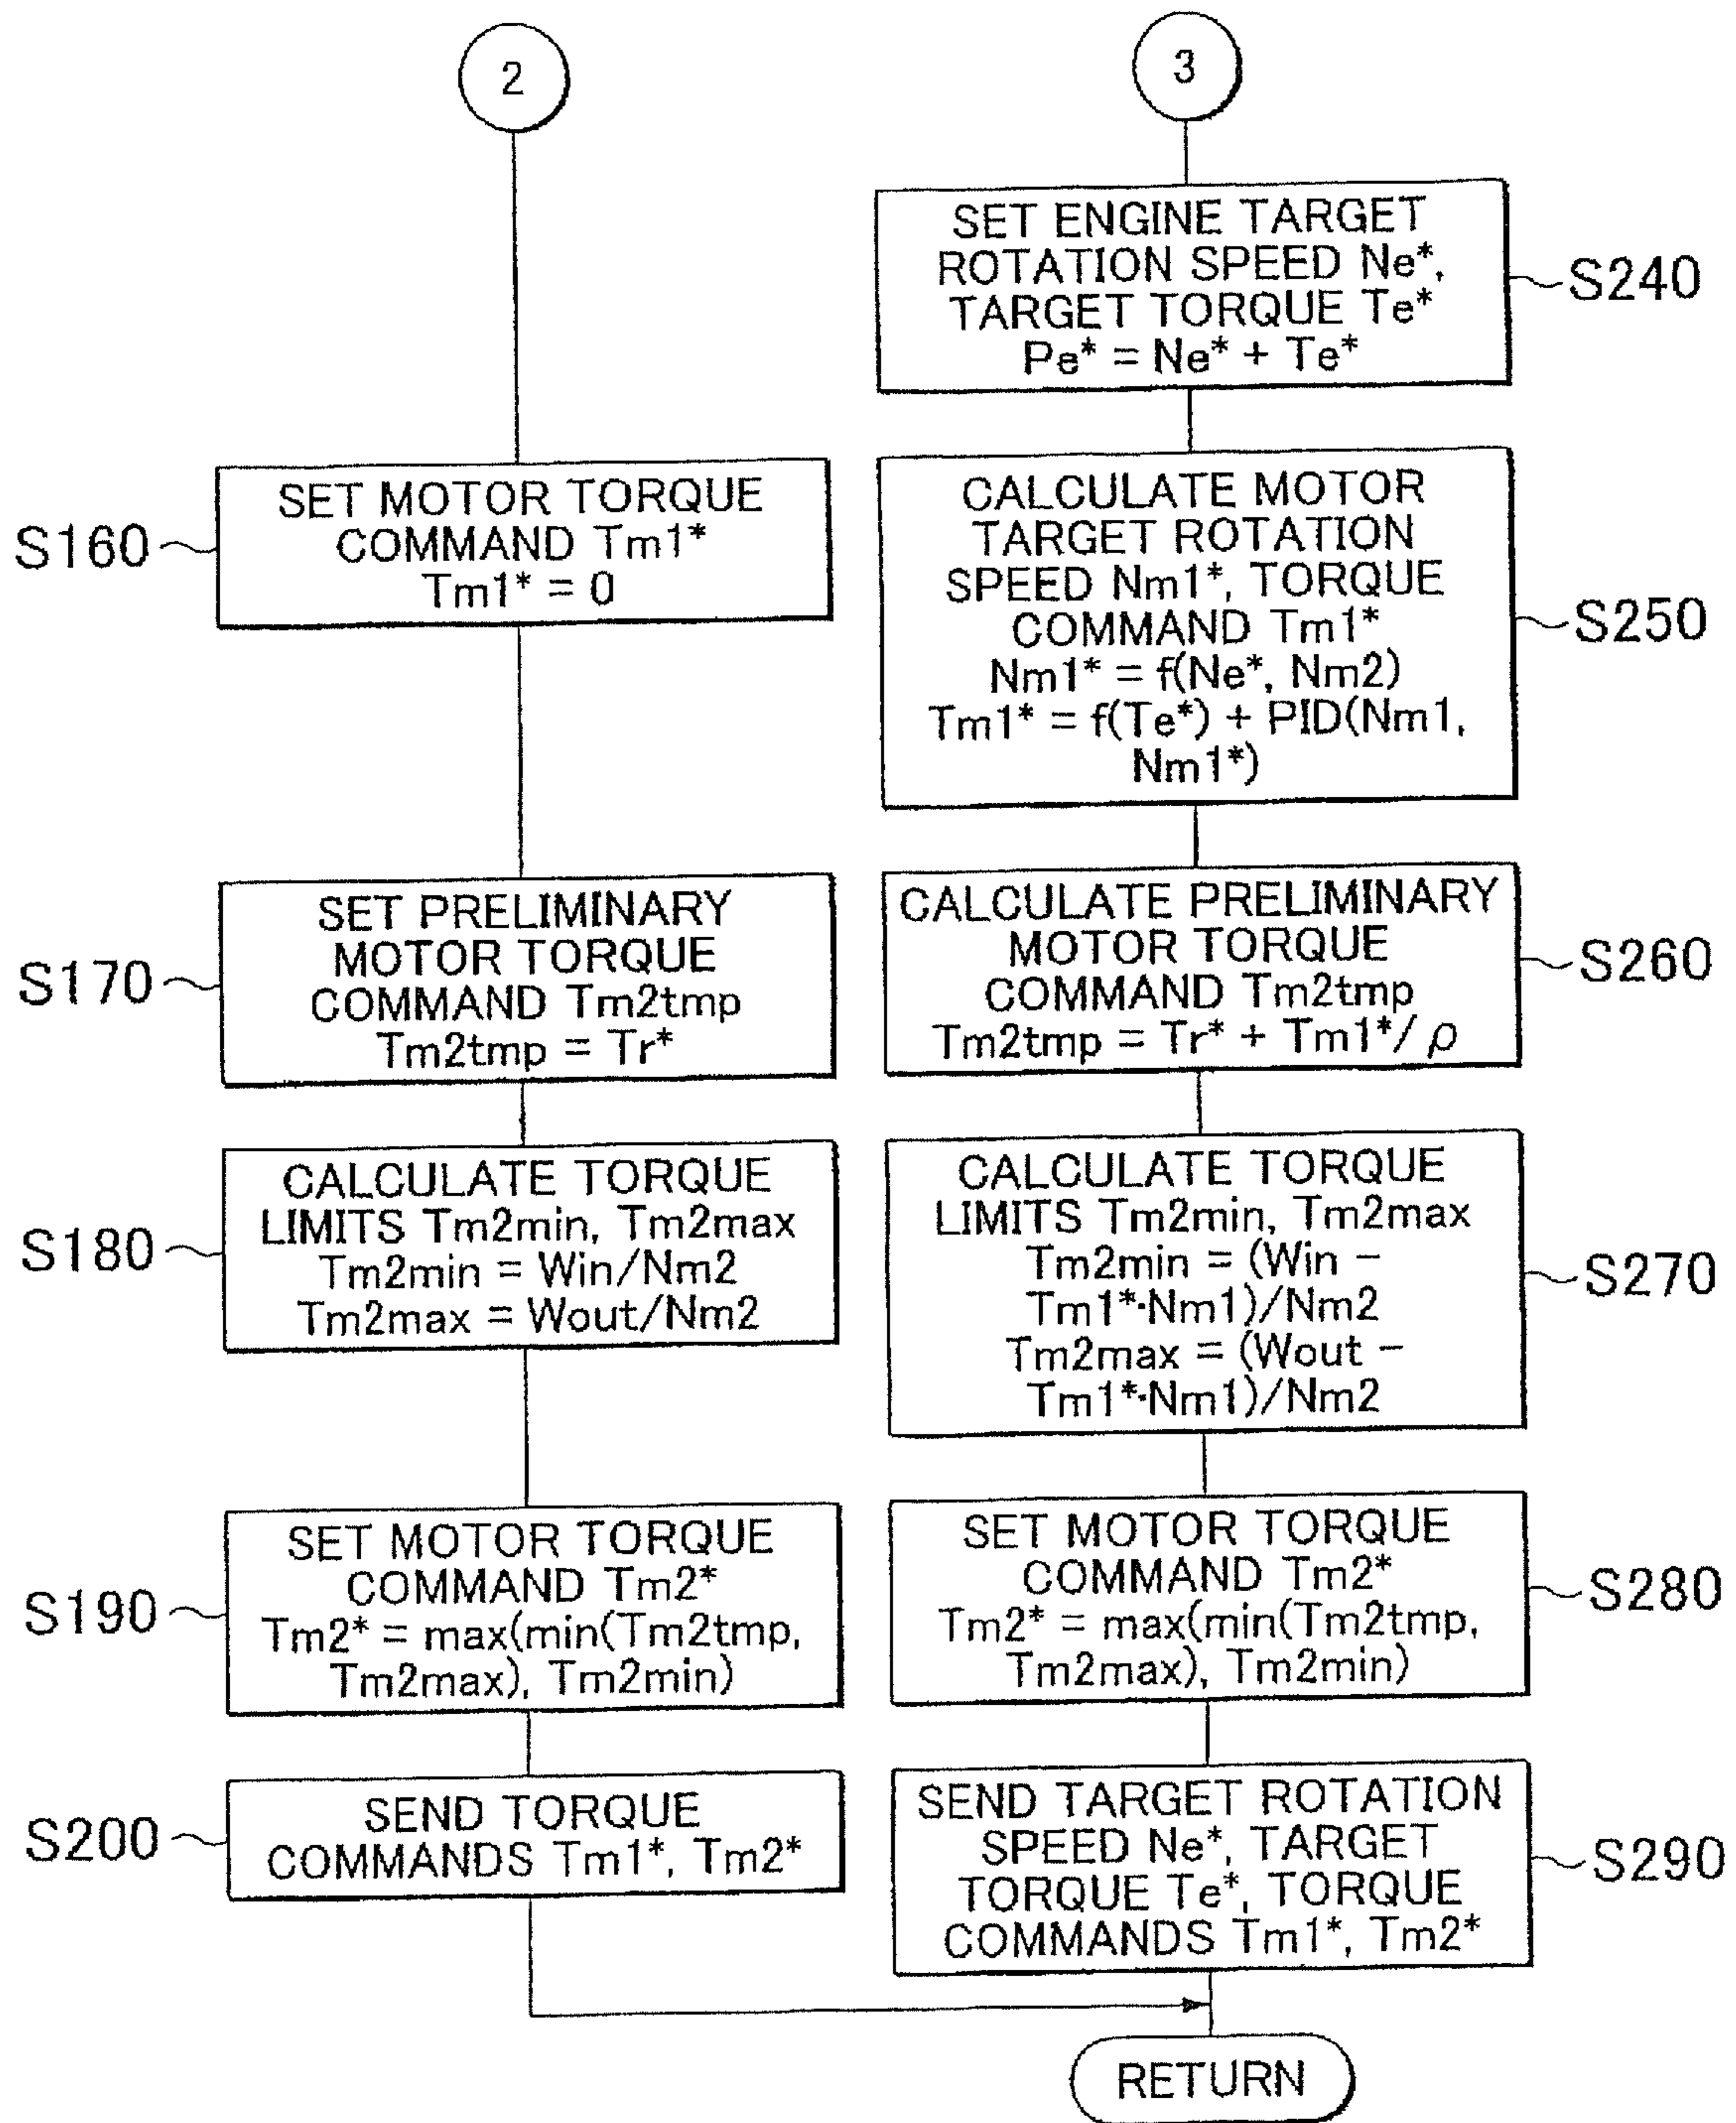 2
S160
SET MOTOR TORQUE
COMMAND Tm1*
Tm1* = 0
S170
SET PRELIMINARY
MOTOR TORQUE
COMMAND Tm2tmp
Tm2tmp = Tr*
S180
CALCULATE TORQUE
LIMITS Tm2min, Tm2max
Tm2min = Win/Nm2
Tm2max = Wout/Nm2
S190
SET MOTOR TORQUE
COMMAND Tm2*
Tm2* = max(min(Tm2tmp,
Tm2max), Tm2min)
S200
SEND TORQUE
COMMANDS Tm1*, Tm2*
3
SET ENGINE TARGET
ROTATION SPEED Ne*,
TARGET TORQUE Te*
Pe* = Ne* + Te*
S240
CALCULATE MOTOR
TARGET ROTATION
SPEED Nm1*, TORQUE
COMMAND Tm1*
Nm1* = f(Ne*, Nm2)
Tm1* = f(Te*) + PID(Nm1,
Nm1*)
S250
CALCULATE PRELIMINARY
MOTOR TORQUE
COMMAND Tm2tmp
Tm2tmp = Tr* + Tm1*/ ρ
S260
CALCULATE TORQUE
LIMITS Tm2min, Tm2max
Tm2min = (Win −
Tm1*·Nm1)/Nm2
Tm2max = (Wout −
Tm1*·Nm1)/Nm2
S270
SET MOTOR TORQUE
COMMAND Tm2*
Tm2* = max(min(Tm2tmp,
Tm2max), Tm2min)
S280
SEND TARGET ROTATION
SPEED Ne*, TARGET
TORQUE Te*, TORQUE
COMMANDS Tm1*, Tm2*
S290
RETURN